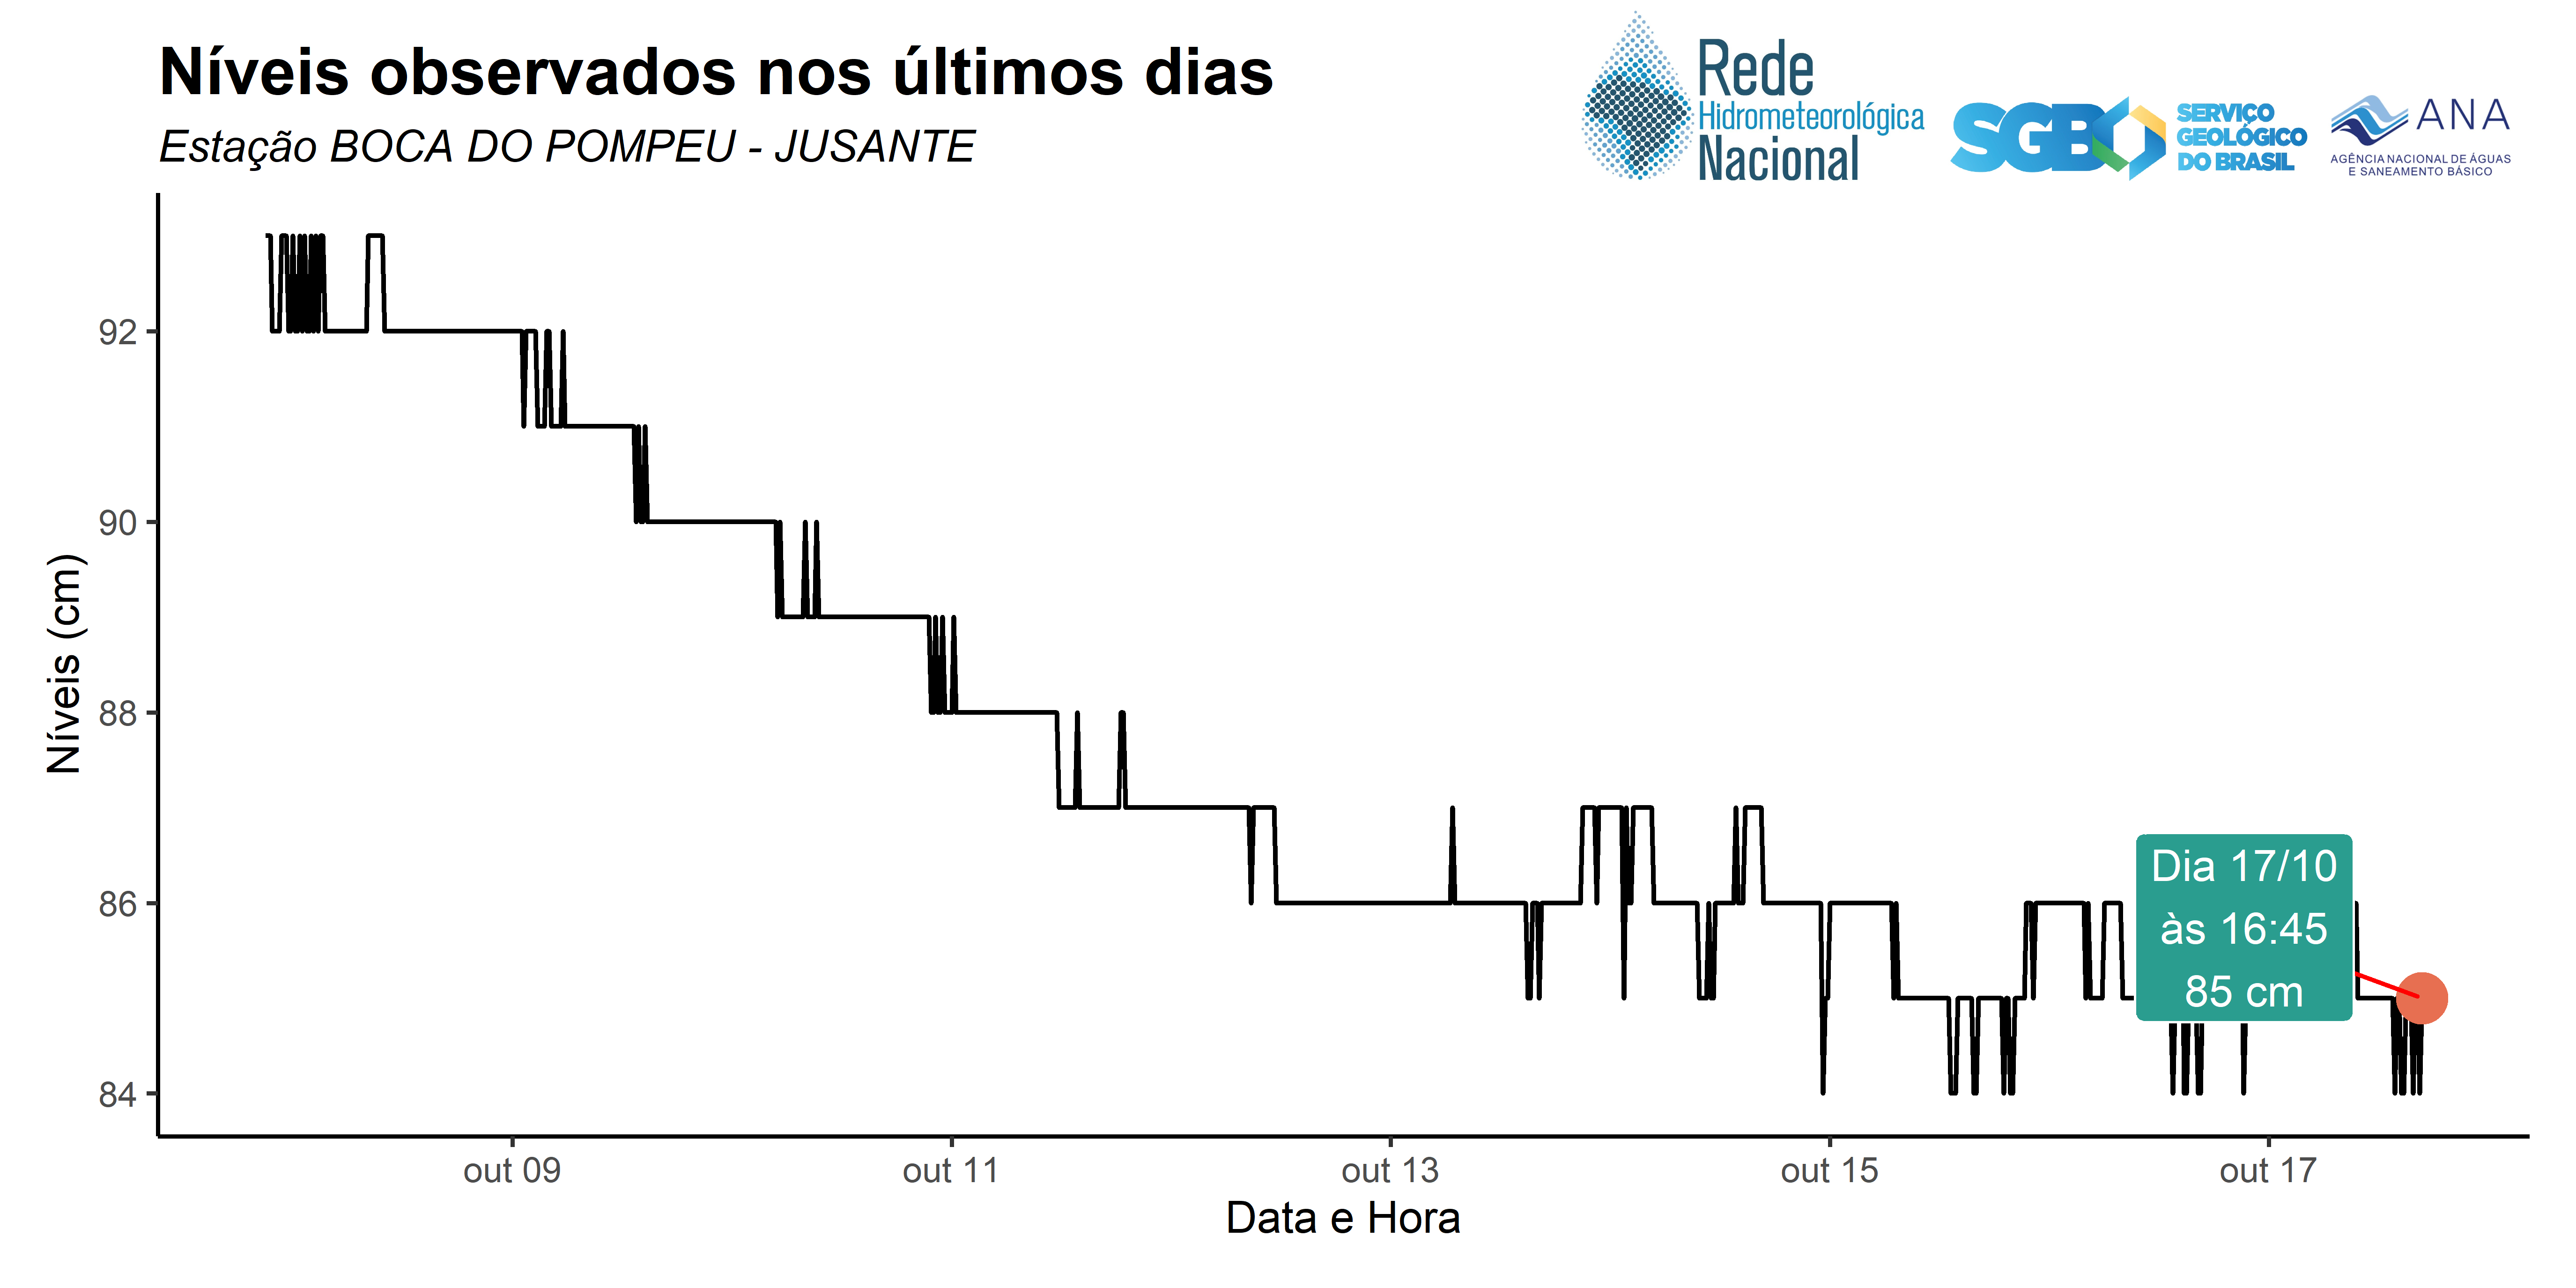 Níveis observados nos últimos dias
Estação BOCA DO POMPEU - JUSANTE
Rede
Hidrometeorológica
Nacional
SGB
SERVIÇO
GEOLÓGICO
DO BRASIL
ANA
AGÊNCIA NACIONAL DE ÁGUAS
E SANEAMENTO BÁSICO
Níveis (cm)
92
90
88
86
84
Dia 17/10
às 16:45
85 cm
out 09
out 11
out 13
out 15
out 17
Data e Hora